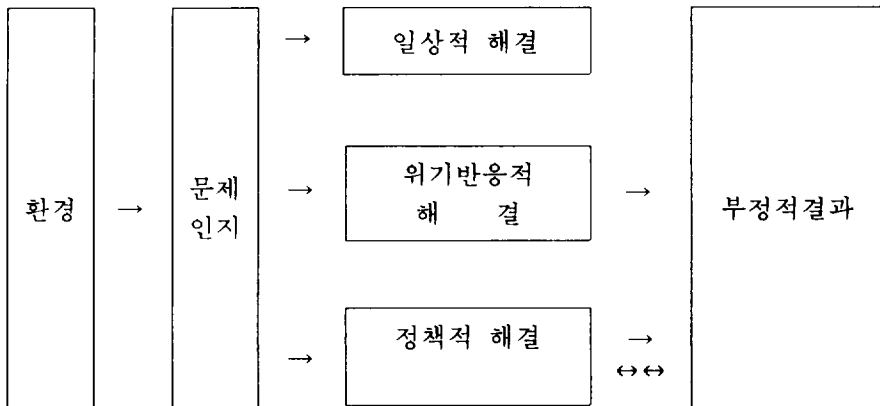 환경
→
문제
인지
→
일상적 해결
→
위기반응적
해 결
→
정책적 해결
→
→
↔↔
부정적결과